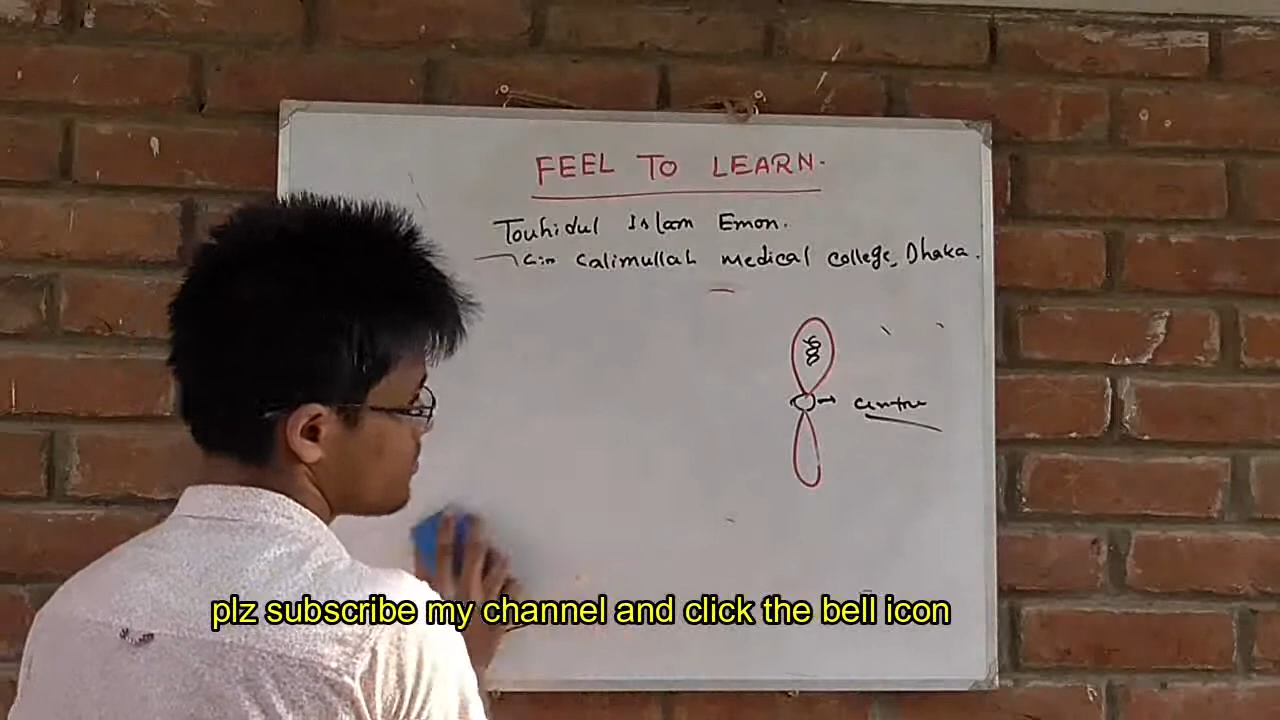 FEEL TO LEARN.
Touhidul Islam Emon.
Salimullah medical college, Dhaka.
centre
plz subscribe my channel and click the bell icon